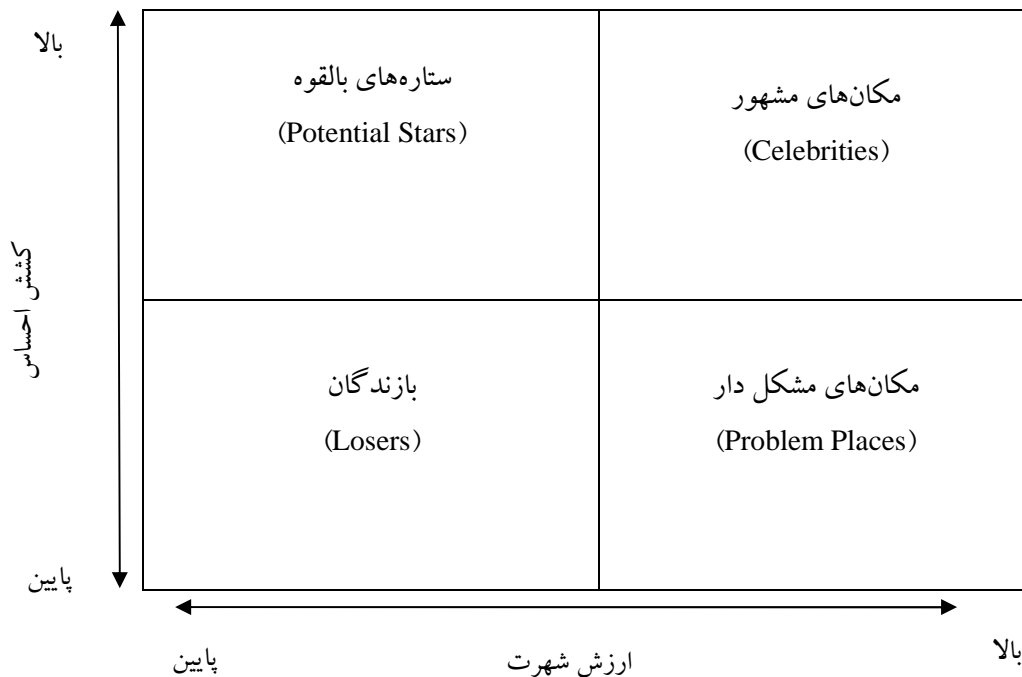 بالا
ستاره‌های بالقوه
(Potential Stars)
مکان‌های مشهور
(Celebrities)
کشش احساس
بازندگان
(Losers)
مکان‌های مشکل دار
(Problem Places)
پایین
پایین
ارزش شهرت
بالا